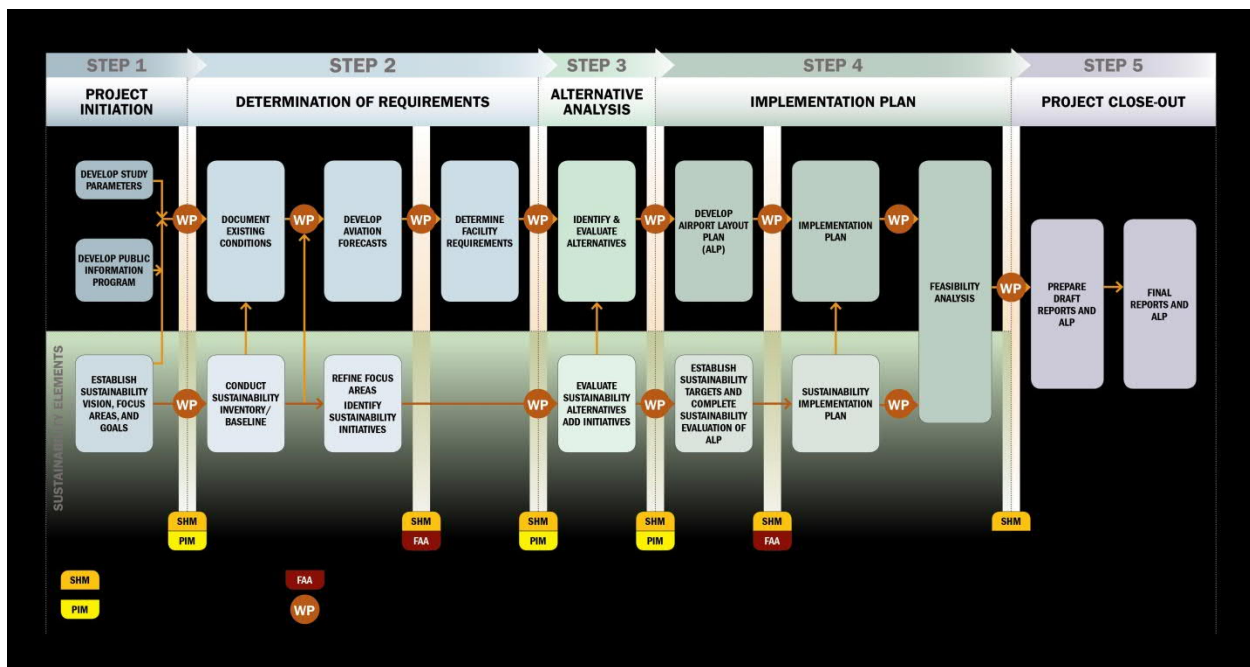 STEP 1
STEP 2
STEP 3
STEP 4
STEP 5
PROJECT
INITIATION
DETERMINATION OF REQUIREMENTS
ALTERNATIVE
ANALYSIS
IMPLEMENTATION PLAN
PROJECT CLOSE-OUT
DEVELOP STUDY
PARAMETERS
DEVELOP PUBLIC
INFORMATION
PROGRAM
WP
DOCUMENT
EXISTING
CONDITIONS
WP
DEVELOP
AVIATION
FORECASTS
WP
DETERMINE
FACILITY
REQUIREMENTS
WP
IDENTIFY &
EVALUATE
ALTERNATIVES
WP
DEVELOP
AIRPORT LAYOUT
PLAN
(ALP)
WP
IMPLEMENTATION
PLAN
WP
FEASIBILITY
ANALYSIS
WP
PREPARE
DRAFT
REPORTS AND
ALP
FINAL
REPORTS AND
ALP
SUSTAINABILITY ELEMENTS
ESTABLISH
SUSTAINABILITY
VISION, FOCUS
AREAS, AND
GOALS
WP
CONDUCT
SUSTAINABILITY
INVENTORY/
BASELINE
REFINE FOCUS
AREAS
IDENTIFY
SUSTAINABILITY
INITIATIVES
WP
EVALUATE
SUSTAINABILITY
ALTERNATIVES
ADD INITIATIVES
WP
ESTABLISH
SUSTAINABILITY
TARGETS AND
COMPLETE
SUSTAINABILITY
EVALUATION OF
ALP
SUSTAINABILITY
IMPLEMENTATION
PLAN
WP
SHM
PIM
SHM
FAA
SHM
PIM
SHM
PIM
SHM
FAA
SHM
SHM
PIM
FAA
WP